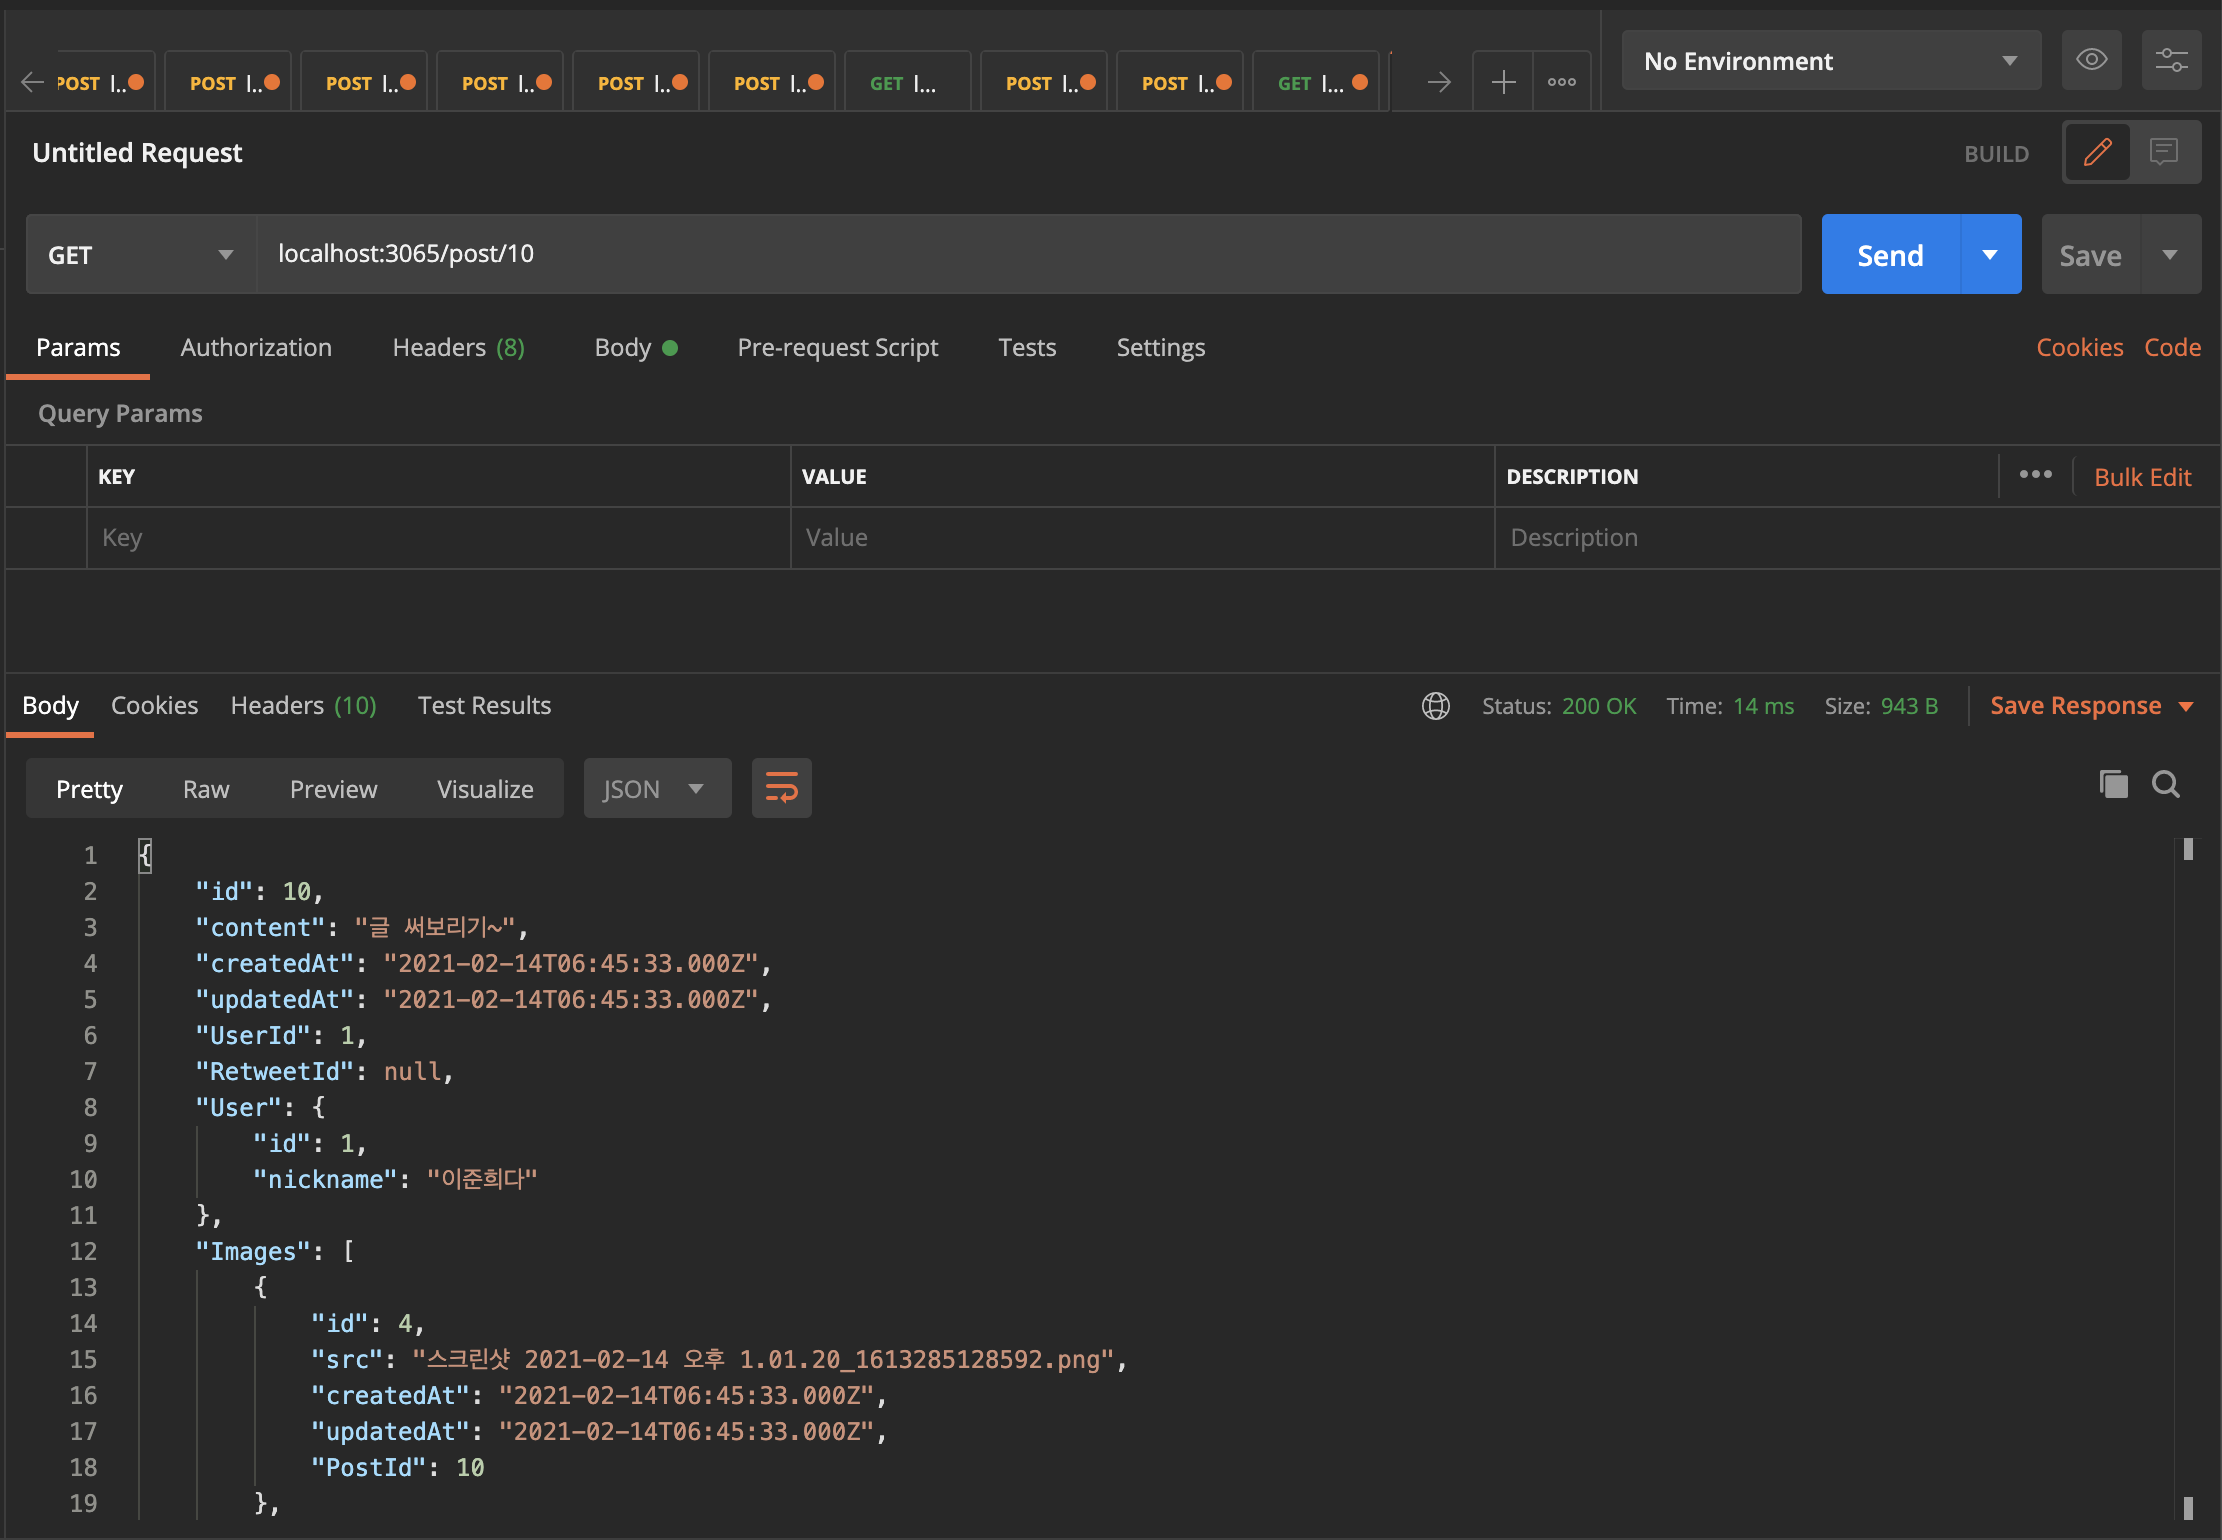 POST l.. POST l.. POST l.. POST l.. POST l.. POST l.. GET l... POST l.. POST l.. GET l... No Environment
Untitled Request BUILD
GET localhost:3065/post/10 Send Save
Params Authorization Headers (8) Body Pre-request Script Tests Settings Cookies Code
Query Params
KEY VALUE DESCRIPTION Bulk Edit
Key Value Description
Body Cookies Headers (10) Test Results Status: 200 OK Time: 14 ms Size: 943 B Save Response
Pretty Raw Preview Visualize JSON
1 {
2 "id": 10,
3 "content": "글 써보리기~",
4 "createdAt": "2021-02-14T06:45:33.000Z",
5 "updatedAt": "2021-02-14T06:45:33.000Z",
6 "UserId": 1,
7 "RetweetId": null,
8 "User": {
9 "id": 1,
10 "nickname": "이준희다"
11 },
12 "Images": [
13 {
14 "id": 4,
15 "src": "스크린샷 2021-02-14 오후 1.01.20_1613285128592.png",
16 "createdAt": "2021-02-14T06:45:33.000Z",
17 "updatedAt": "2021-02-14T06:45:33.000Z",
18 "PostId": 10
19 },